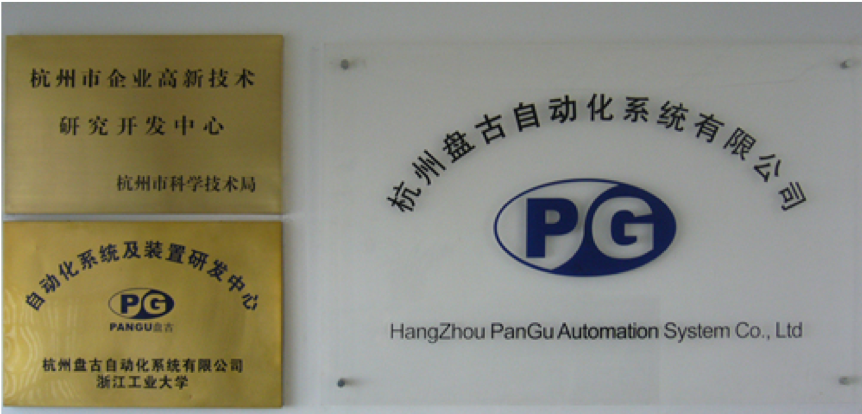 杭州市企业高新技术
研究开发中心
杭州市科学技术局
自动化系统及装置研发中心
PG
PANGU盘古
杭州盘古自动化系统有限公司
浙江工业大学
杭州盘古自动化系统有限公司
PG
HangZhou PanGu Automation System Co., Ltd